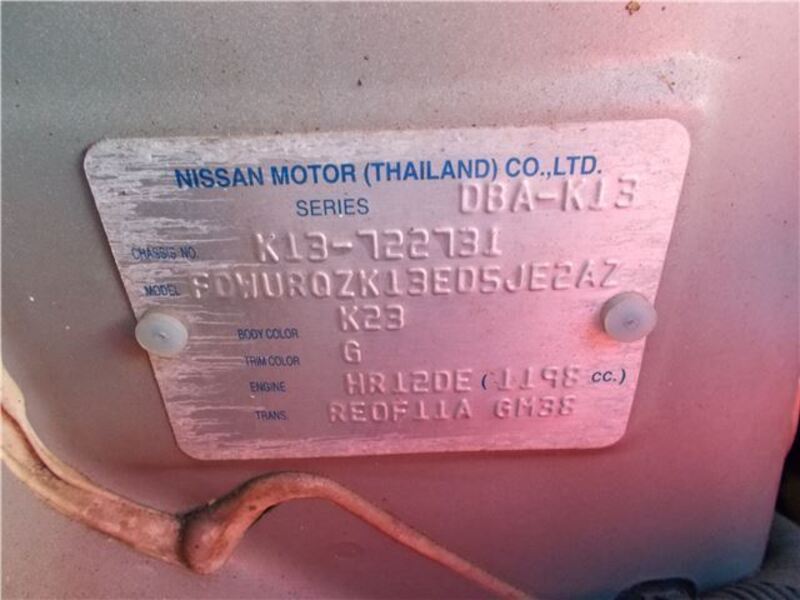 NISSAN MOTOR (THAILAND) CO.,LTD.
SERIES DBA-K13
CHASSIS NO. K13-722731
MODEL FDWURQZK13ED5JE2AZ
BODY COLOR K23
TRIM COLOR G
ENGINE HR12DE (1198 CC.)
TRANS. RE0F11A GM38